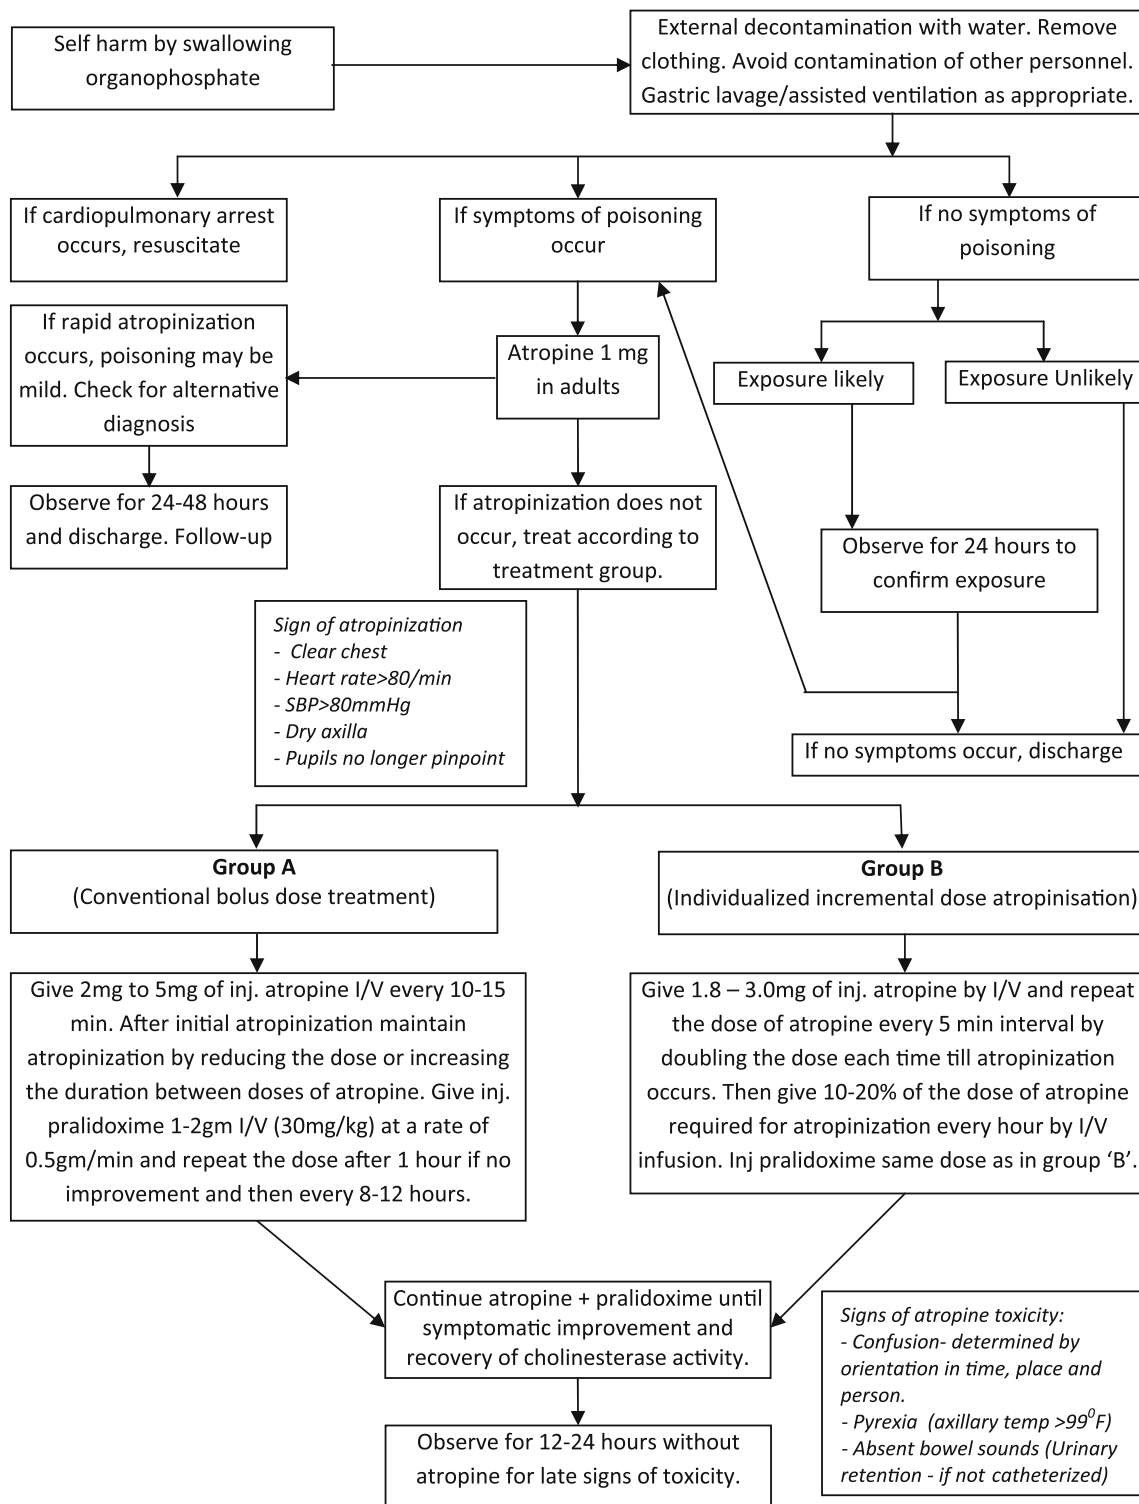 Self harm by swallowing
organophosphate
External decontamination with water. Remove
clothing. Avoid contamination of other personnel.
Gastric lavage/assisted ventilation as appropriate.
If cardiopulmonary arrest
occurs, resuscitate
If symptoms of poisoning
occur
If no symptoms of
poisoning
If rapid atropinization
occurs, poisoning may be
mild. Check for alternative
diagnosis
Atropine 1 mg
in adults
Exposure likely
Exposure Unlikely
Observe for 24-48 hours
and discharge. Follow-up
If atropinization does not
occur, treat according to
treatment group.
Observe for 24 hours to
confirm exposure
Sign of atropinization
- Clear chest
- Heart rate>80/min
- SBP>80mmHg
- Dry axilla
- Pupils no longer pinpoint
If no symptoms occur, discharge
Group A
(Conventional bolus dose treatment)
Group B
(Individualized incremental dose atropinisation)
Give 2mg to 5mg of inj. atropine I/V every 10-15
min. After initial atropinization maintain
atropinization by reducing the dose or increasing
the duration between doses of atropine. Give inj.
pralidoxime 1-2gm I/V (30mg/kg) at a rate of
0.5gm/min and repeat the dose after 1 hour if no
improvement and then every 8-12 hours.
Give 1.8 – 3.0mg of inj. atropine by I/V and repeat
the dose of atropine every 5 min interval by
doubling the dose each time till atropinization
occurs. Then give 10-20% of the dose of atropine
required for atropinization every hour by I/V
infusion. Inj pralidoxime same dose as in group ‘B’.
Continue atropine + pralidoxime until
symptomatic improvement and
recovery of cholinesterase activity.
Observe for 12-24 hours without
atropine for late signs of toxicity.
Signs of atropine toxicity:
- Confusion- determined by
orientation in time, place and
person.
- Pyrexia (axillary temp >99⁰F)
- Absent bowel sounds (Urinary
retention - if not catheterized)